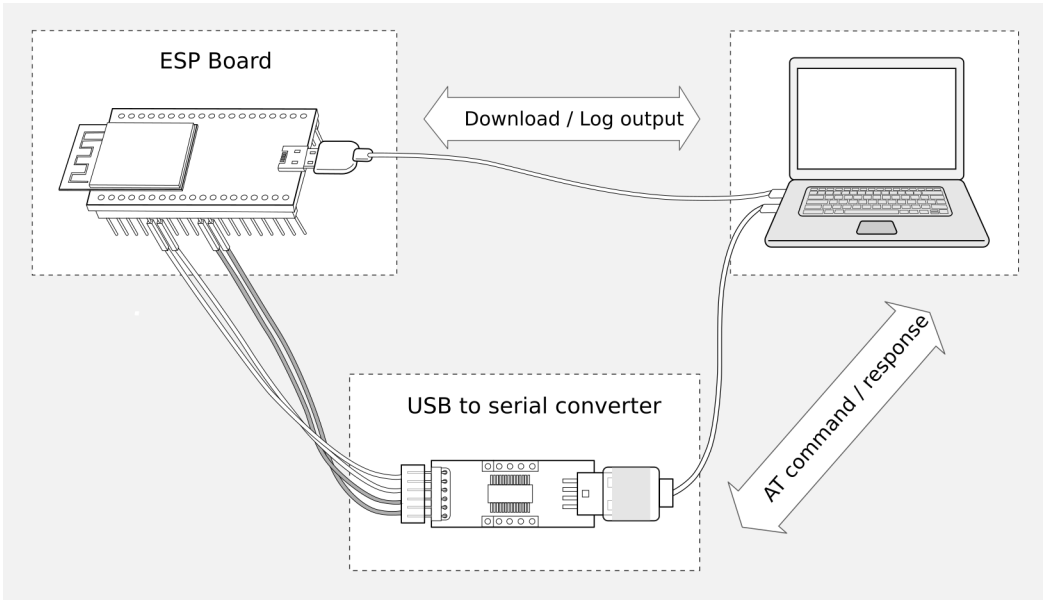 ESP Board
Download / Log output
USB to serial converter
AT command / response